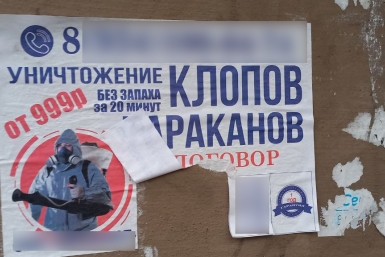 8
УНИЧТОЖЕНИЕ
БЕЗ ЗАПАХА
за 20 МИНУТ
от 999р
КЛОПОВ
АРАКАНОВ
ДОГОВОР